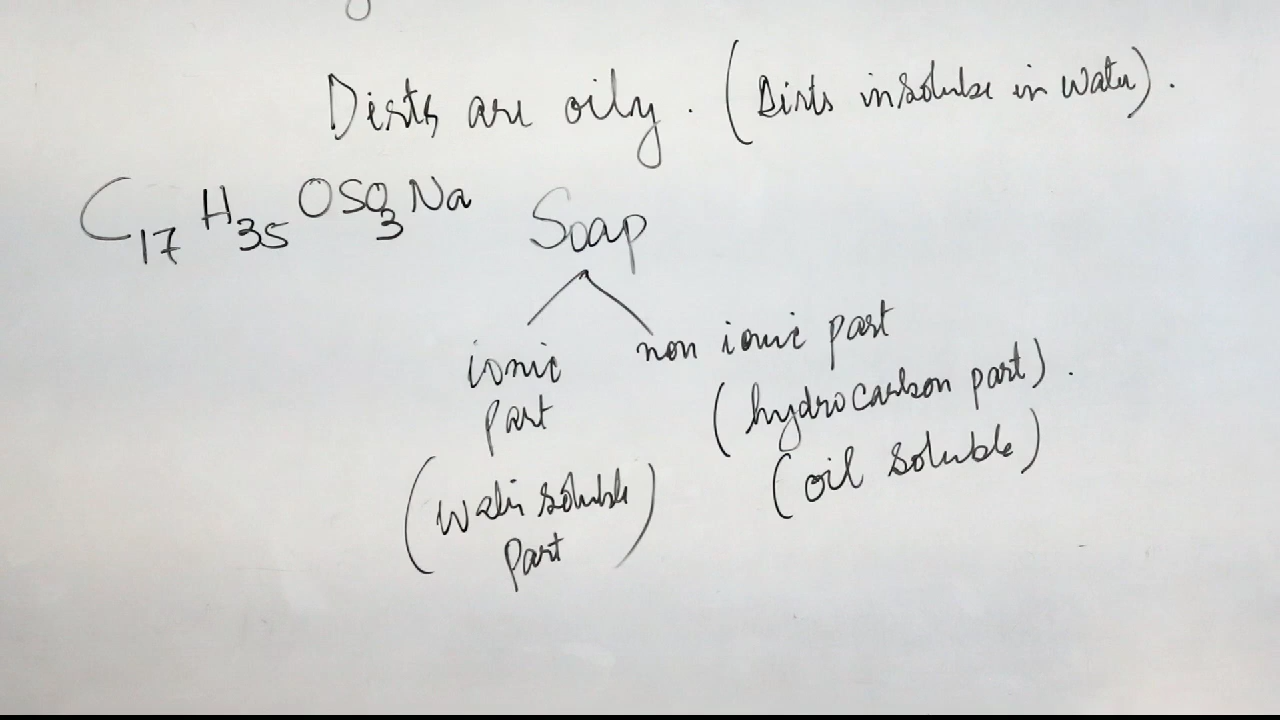 Dirts are oily. (Dirts insoluble in water).
C17H35OSO3Na
Soap
ionic part
non ionic part
(hydrocarbon part).
(water soluble part)
(oil soluble)